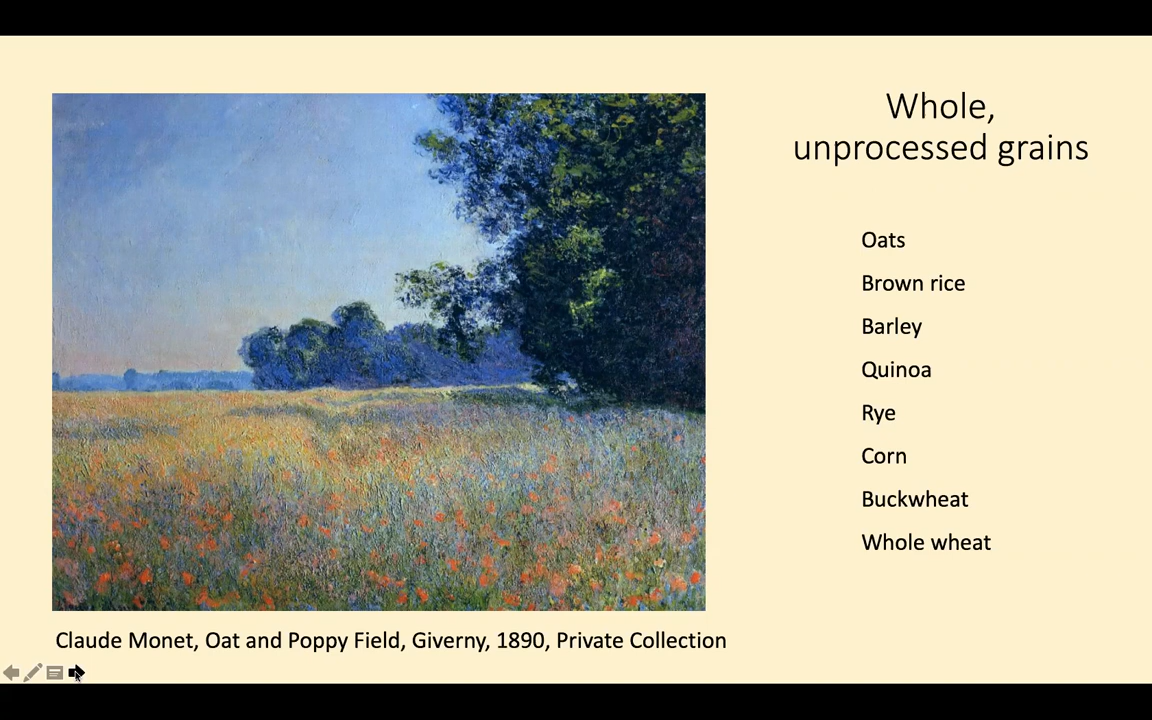 Whole,
unprocessed grains
Oats
Brown rice
Barley
Quinoa
Rye
Corn
Buckwheat
Whole wheat
Claude Monet, Oat and Poppy Field, Giverny, 1890, Private Collection